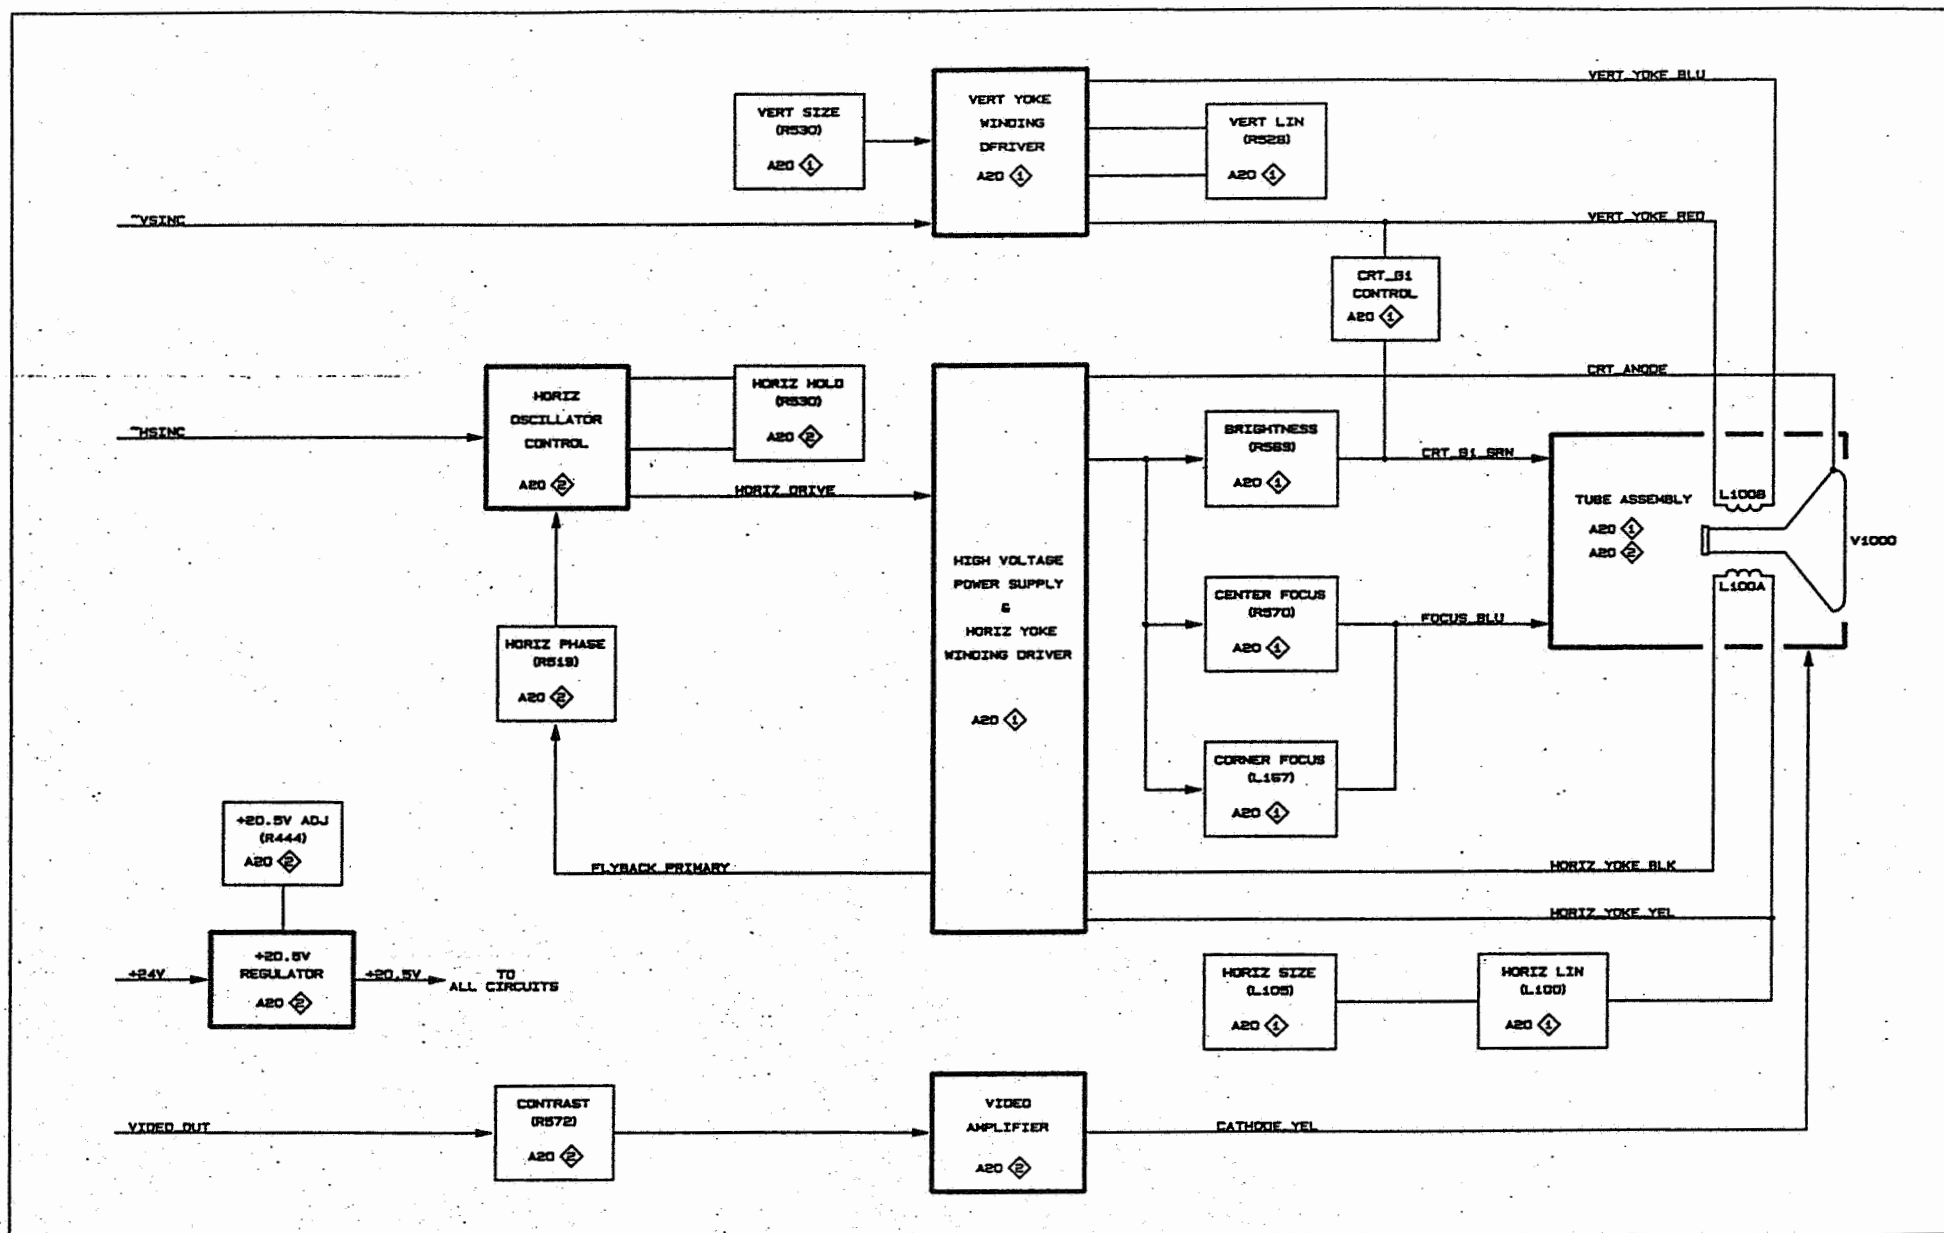 VERT YOKE BLU
VERT SIZE
(R530)
A20 1
VERT YOKE
WINDING
DFRIVER
A20 1
VERT LIN
(R528)
A20 1
~VSINC
VERT YOKE RED
CRT_G1
CONTROL
A20 1
HORIZ
OSCILLATOR
CONTROL
A20 2
HORIZ HOLD
(R530)
A20 2
CRT ANODE
~HSINC
HORIZ DRIVE
BRIGHTNESS
(R569)
A20 1
CRT G1 GRN
TUBE ASSEMBLY
A20 1
A20 2
L100B
L100A
V1000
HIGH VOLTAGE
POWER SUPPLY
&
HORIZ YOKE
WINDING DRIVER
A20 1
CENTER FOCUS
(R570)
A20 1
FOCUS BLU
HORIZ PHASE
(R519)
A20 2
CORNER FOCUS
(L157)
A20 1
+20.5V ADJ
(R444)
A20 2
FLYBACK PRIMARY
HORIZ YOKE BLK
HORIZ YOKE YEL
+24V
+20.5V
REGULATOR
A20 2
+20.5V
TO
ALL CIRCUITS
HORIZ SIZE
(L105)
A20 1
HORIZ LIN
(L100)
A20 1
VIDEO OUT
CONTRAST
(R572)
A20 2
VIDEO
AMPLIFIER
A20 2
CATHODE YEL